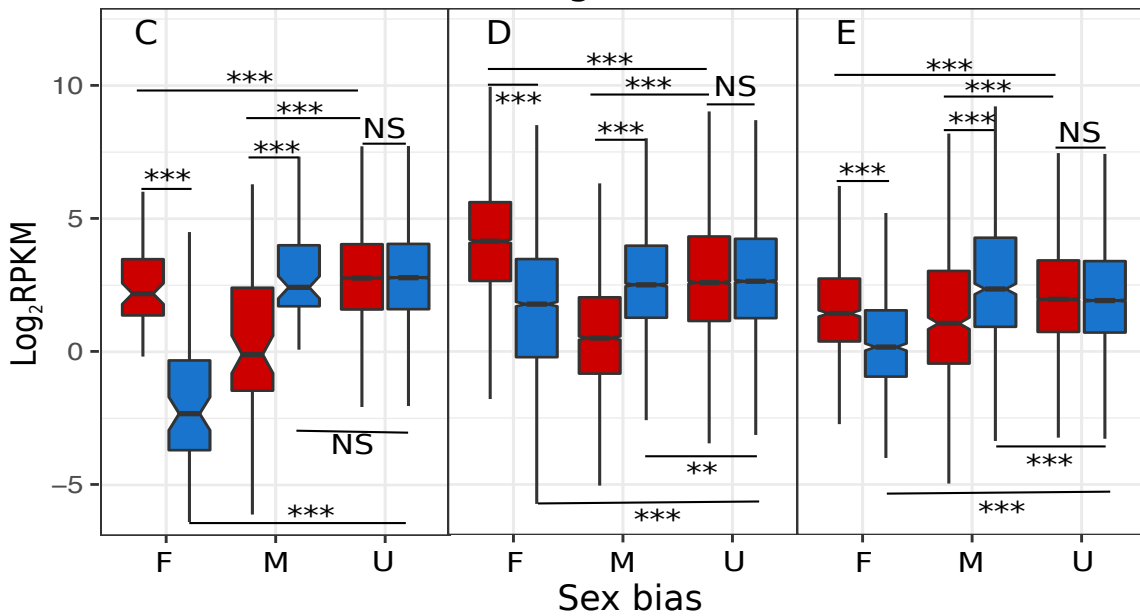 C D E
*** *** ***
10 *** *** NS ***
*** NS *** *** *** NS
*** *** ***
5
Log2RPKM
0
NS ** ***
−5 *** *** ***
F M U F M U F M U
Sex bias